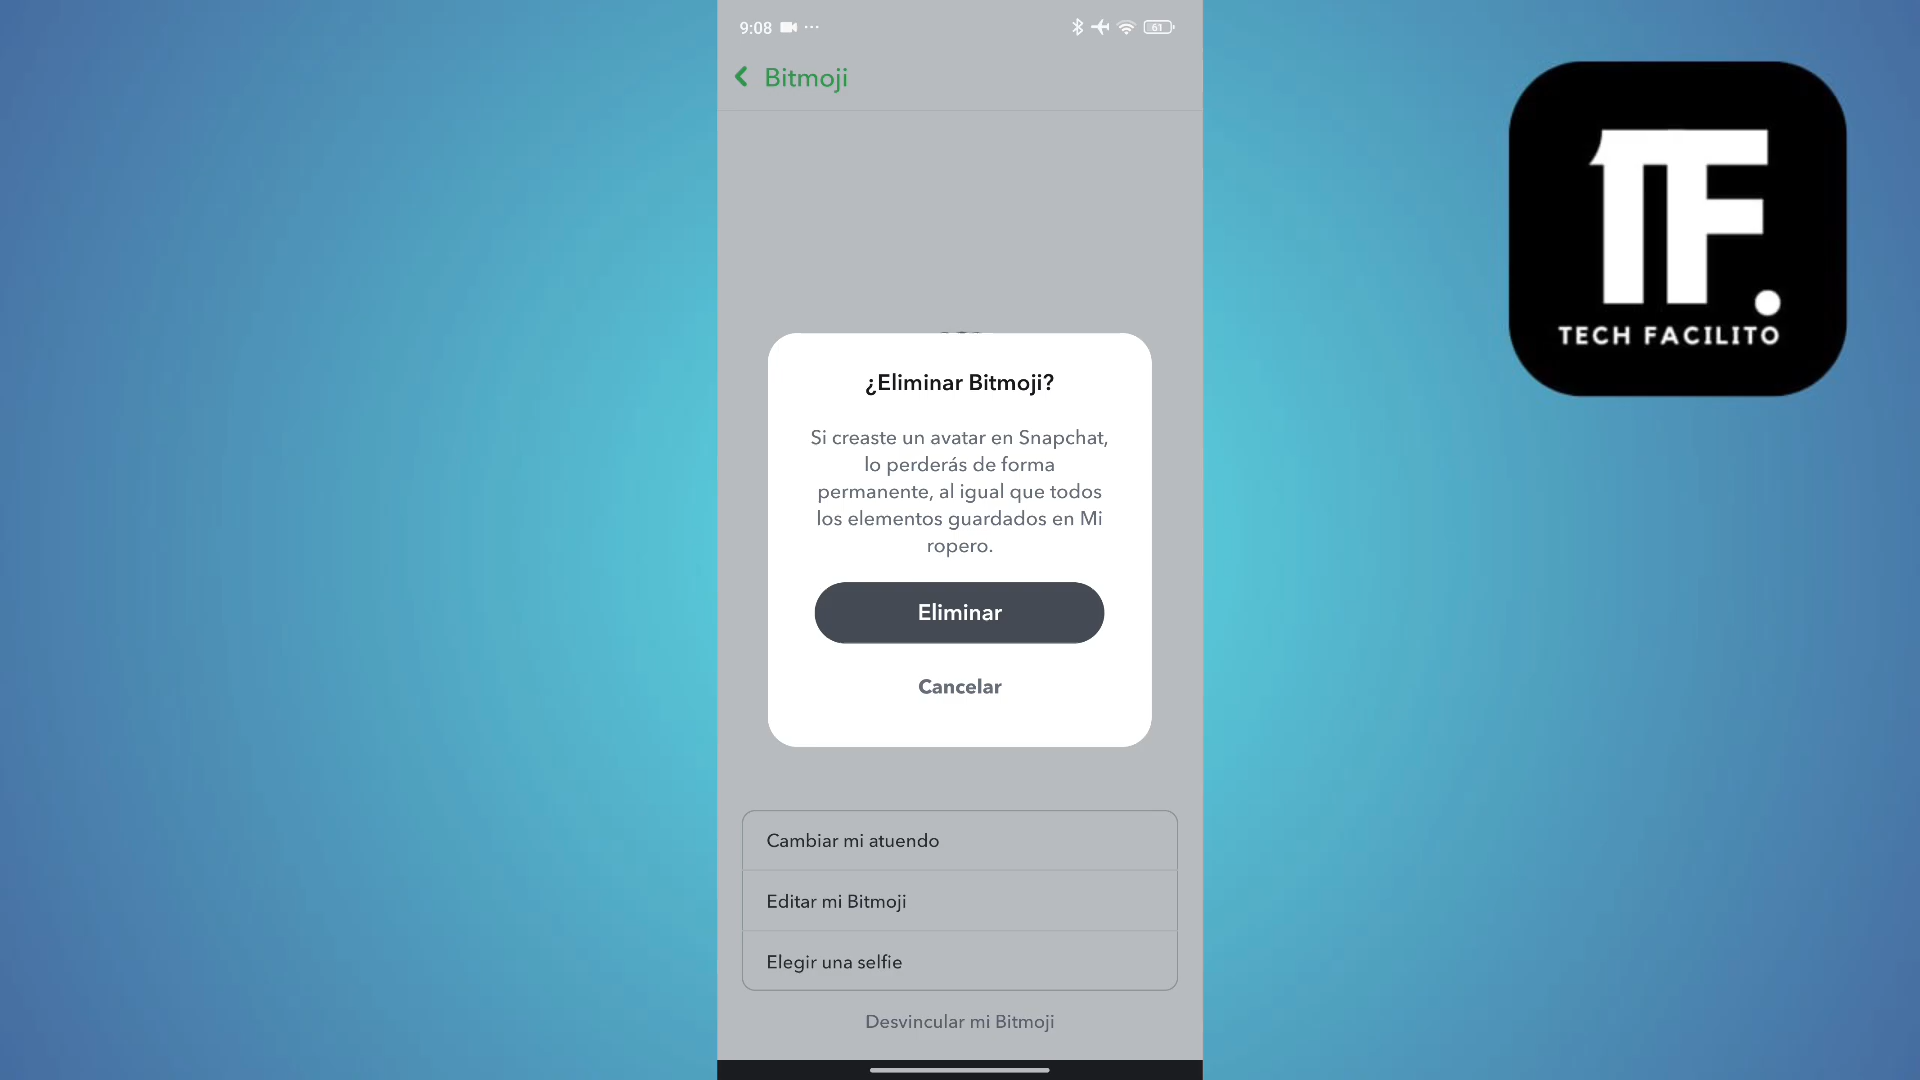 9:08
61
Bitmoji
TF.
TECH FACILITO
¿Eliminar Bitmoji?
Si creaste un avatar en Snapchat,
lo perderás de forma
permanente, al igual que todos
los elementos guardados en Mi
ropero.
Eliminar
Cancelar
Cambiar mi atuendo
Editar mi Bitmoji
Elegir una selfie
Desvincular mi Bitmoji